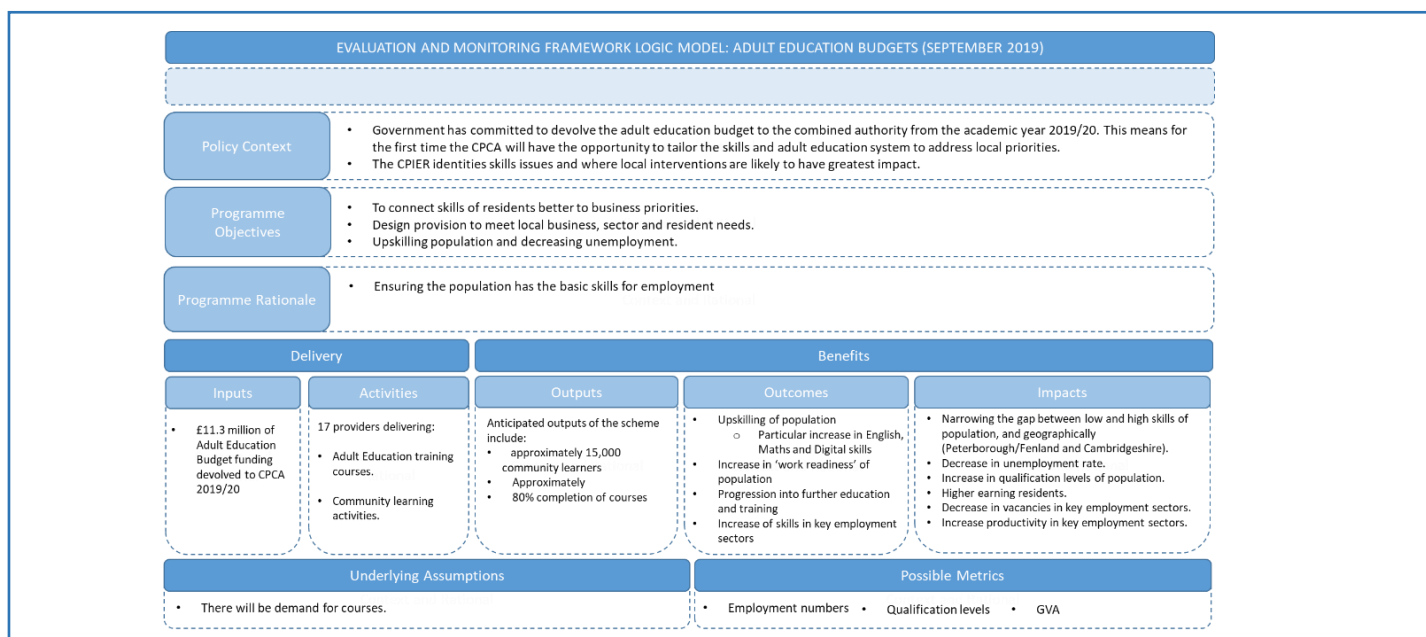 EVALUATION AND MONITORING FRAMEWORK LOGIC MODEL: ADULT EDUCATION BUDGETS (SEPTEMBER 2019)
Policy Context
• Government has committed to devolve the adult education budget to the combined authority from the academic year 2019/20. This means for
the first time the CPCA will have the opportunity to tailor the skills and adult education system to address local priorities.
• The CPIER identities skills issues and where local interventions are likely to have greatest impact.
Programme
Objectives
• To connect skills of residents better to business priorities.
• Design provision to meet local business, sector and resident needs.
• Upskilling population and decreasing unemployment.
Programme Rationale
• Ensuring the population has the basic skills for employment
Delivery
Benefits
Inputs
• £11.3 million of
Adult Education
Budget funding
devolved to CPCA
2019/20
Activities
17 providers delivering:
• Adult Education training
courses.
• Community learning
activities.
Outputs
Anticipated outputs of the scheme
include:
• approximately 15,000
community learners
• Approximately
• 80% completion of courses
Outcomes
• Upskilling of population
o Particular increase in English,
Maths and Digital skills
• Increase in ‘work readiness’ of
population
• Progression into further education
and training
• Increase of skills in key employment
sectors
Impacts
• Narrowing the gap between low and high skills of
population, and geographically
(Peterborough/Fenland and Cambridgeshire).
• Decrease in unemployment rate.
• Increase in qualification levels of population.
• Higher earning residents.
• Decrease in vacancies in key employment sectors.
• Increase productivity in key employment sectors.
Underlying Assumptions
• There will be demand for courses.
Possible Metrics
• Employment numbers • Qualification levels • GVA